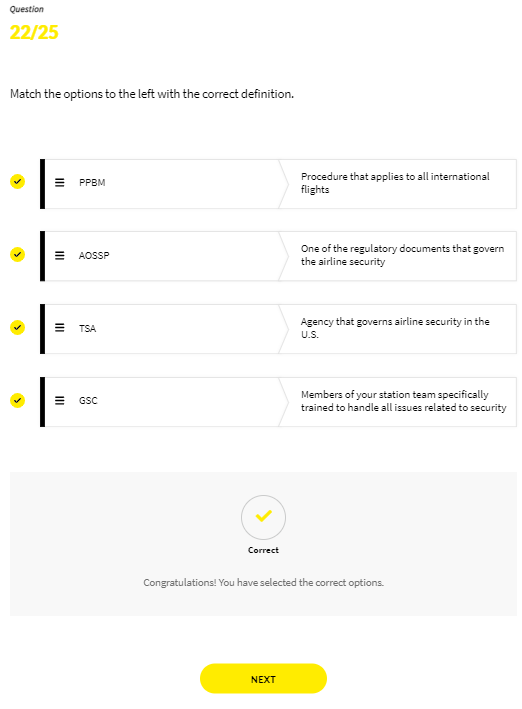 Question
22/25
Match the options to the left with the correct definition.
PPBM
Procedure that applies to all international
flights
AOSSP
One of the regulatory documents that govern
the airline security
TSA
Agency that governs airline security in the
U.S.
GSC
Members of your station team specifically
trained to handle all issues related to security
Correct
Congratulations! You have selected the correct options.
NEXT